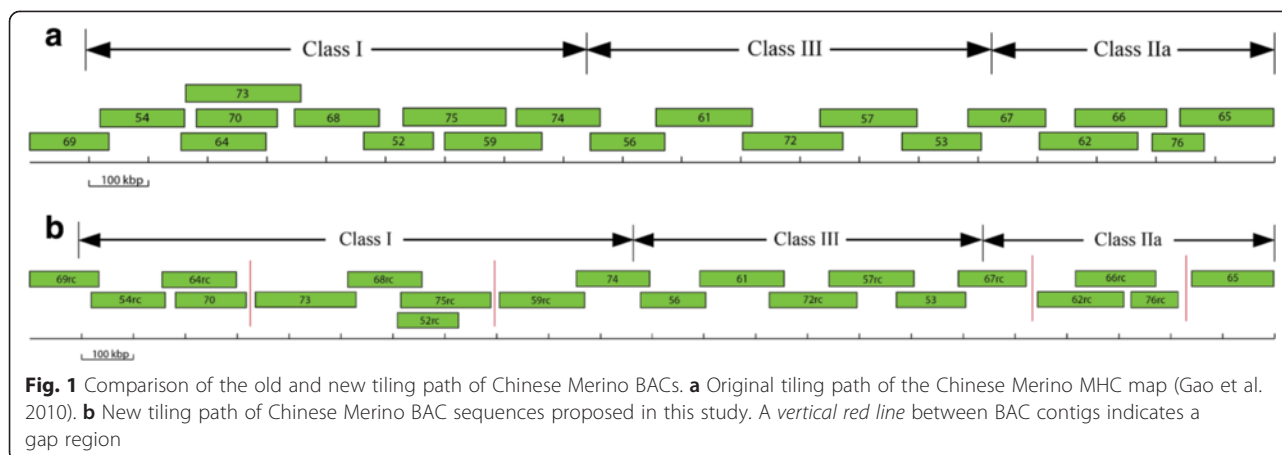 a
Class I
Class III
Class IIa
73
54 70 68 75 74 61 57 67 66 65
69 64 52 59 56 72 53 62 76
100 kbp
b
Class I
Class III
Class IIa
69rc 64rc 68rc 74 61 57rc 67rc 66rc 65
54rc 70 73 75rc 59rc 56 72rc 53 62rc 76rc
52rc
100 kbp
Fig. 1 Comparison of the old and new tiling path of Chinese Merino BACs. a Original tiling path of the Chinese Merino MHC map (Gao et al.
2010). b New tiling path of Chinese Merino BAC sequences proposed in this study. A vertical red line between BAC contigs indicates a
gap region